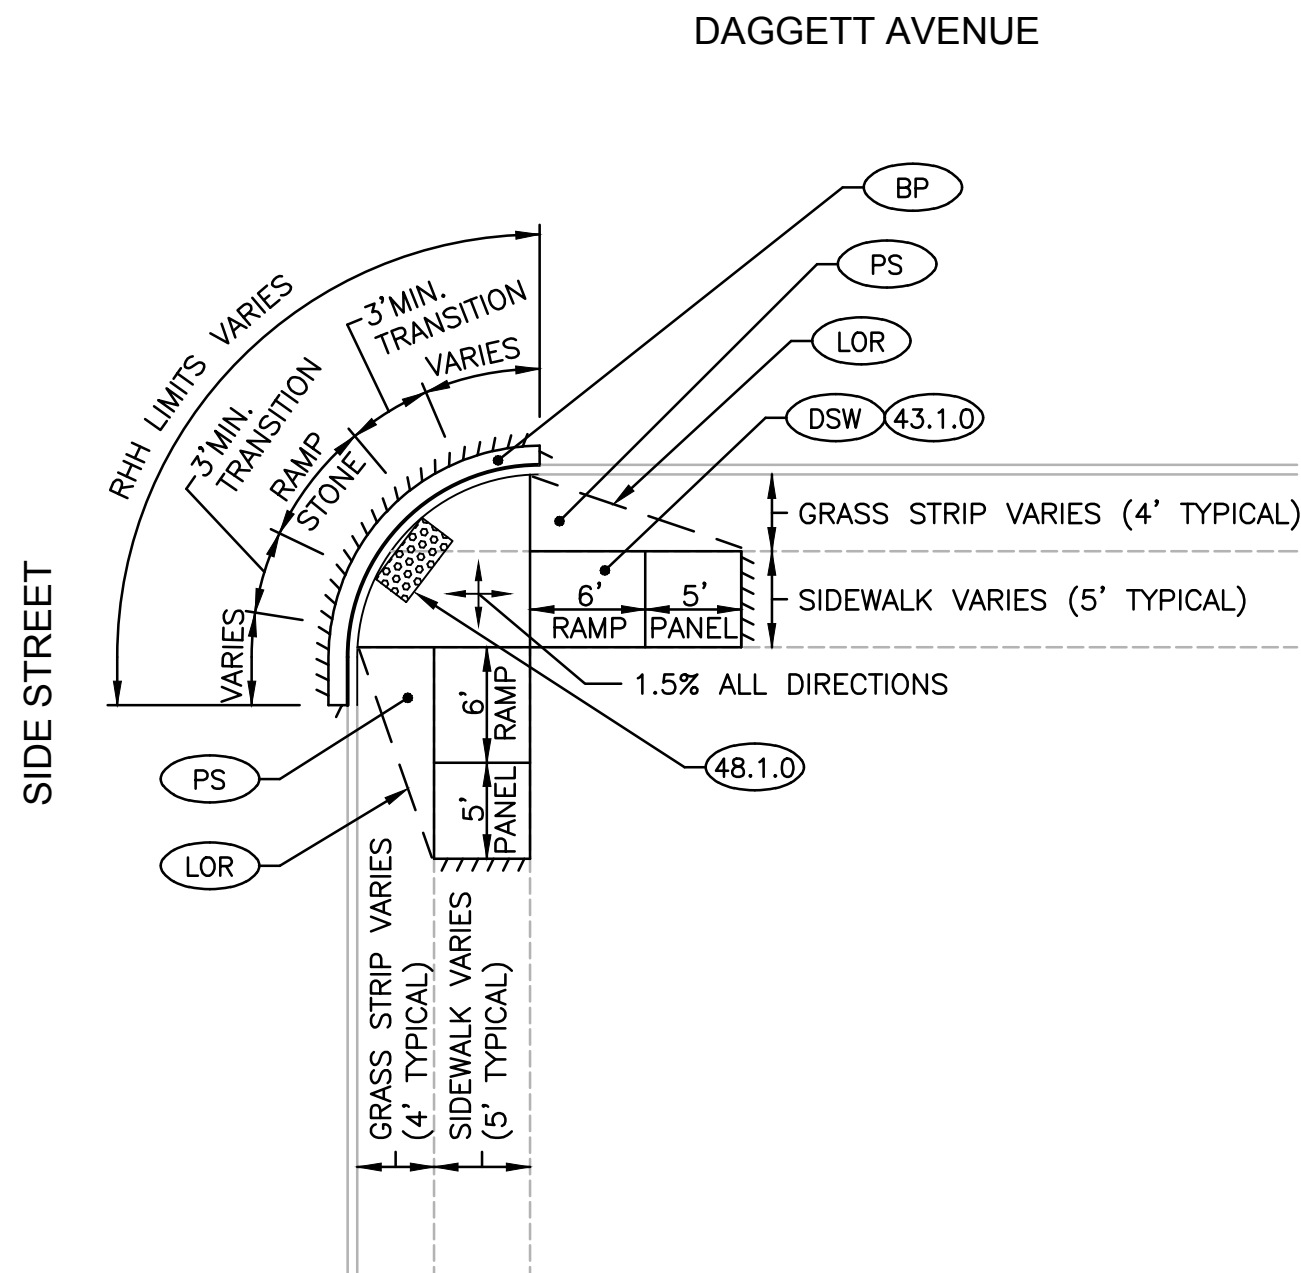 DAGGETT AVENUE
BP
PS
LOR
DSW 43.1.0
RHH LIMITS VARIES
3'MIN.
TRANSITION
VARIES
3'MIN.
TRANSITION
RAMP
STONE
VARIES
GRASS STRIP VARIES (4' TYPICAL)
SIDEWALK VARIES (5' TYPICAL)
6'
RAMP
5'
PANEL
1.5% ALL DIRECTIONS
48.1.0
SIDE STREET
6'
RAMP
5'
PANEL
PS
LOR
GRASS STRIP VARIES
(4' TYPICAL)
SIDEWALK VARIES
(5' TYPICAL)